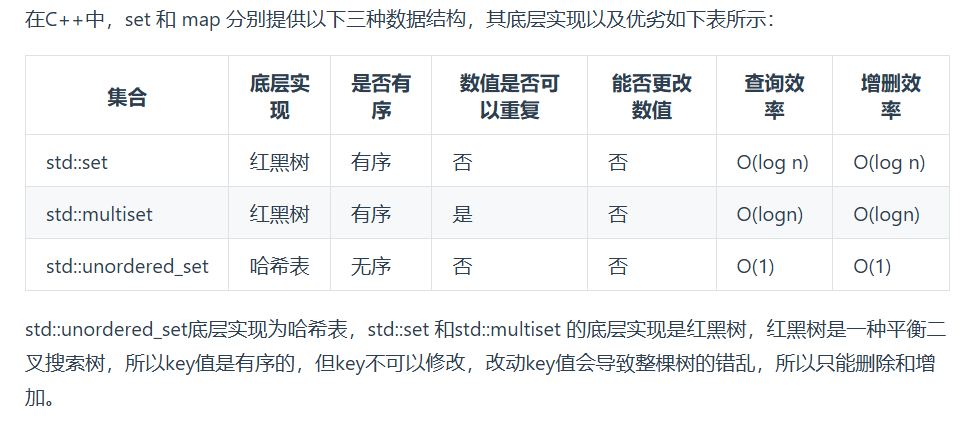 在C++中，set 和 map 分别提供以下三种数据结构，其底层实现以及优劣如下表所示：
集合 底层实现 是否有序 数值是否可以重复 能否更改数值 查询效率 增删效率
std::set 红黑树 有序 否 否 O(log n) O(log n)
std::multiset 红黑树 有序 是 否 O(logn) O(logn)
std::unordered_set 哈希表 无序 否 否 O(1) O(1)
std::unordered_set底层实现为哈希表，std::set 和std::multiset 的底层实现是红黑树，红黑树是一种平衡二
叉搜索树，所以key值是有序的，但key不可以修改，改动key值会导致整棵树的错乱，所以只能删除和增
加。